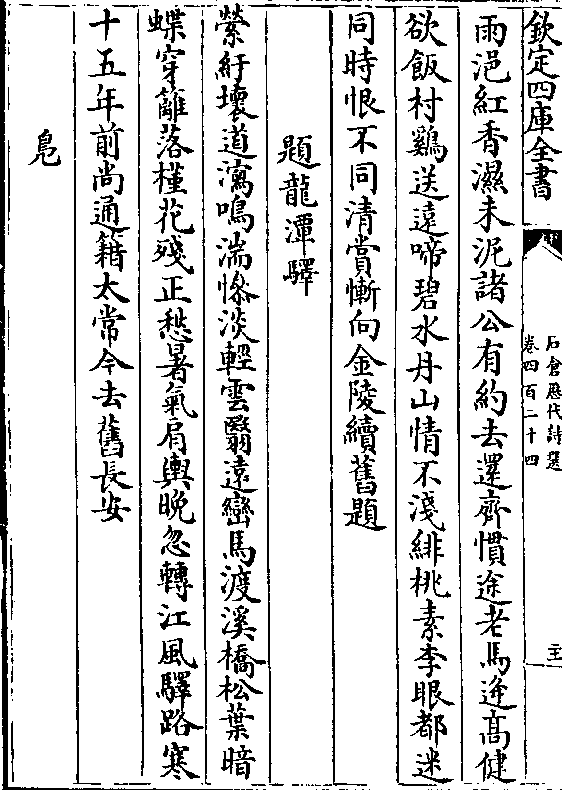 欽定四庫全書
石倉歷代詩選
卷四百二十四
雨浥紅香濕未泥諸公有約去還齊慣途老馬迎高健
欲飯村鷄送遠啼碧水丹山情不淺緋桃素李眼都迷
同時恨不同清賞慚向金陵續舊題
題龍潭驛
縈紆壞道瀉鳴湍慘淡輕雲翳遠巒馬渡溪橋松葉暗
蝶穿籬落槿花殘正愁暑氣肩輿晚忽轉江風驛路寒
十五年前尚通籍太常今去舊長安
鳧